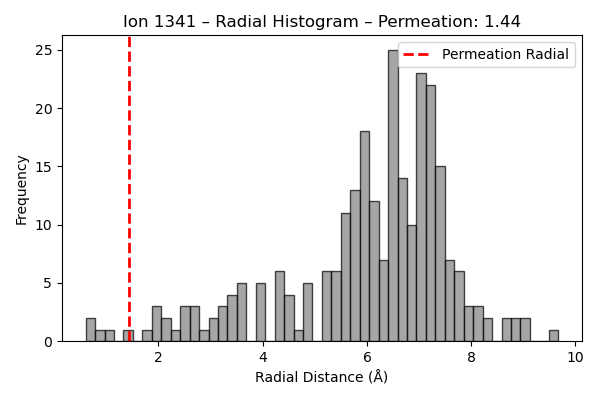 Ion 1341 – Radial Histogram – Permeation: 1.44
Permeation Radial
25
20
15
10
5
0
Frequency
2 4 6 8 10
Radial Distance (Å)